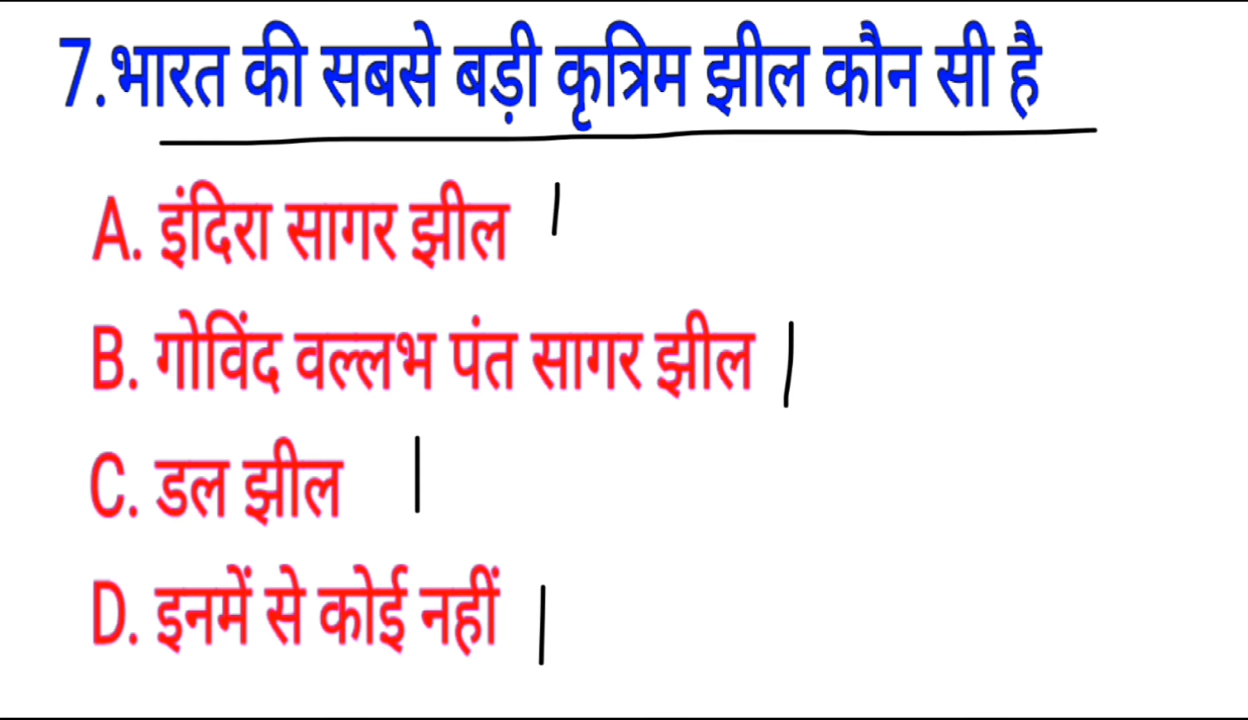 7.भारत की सबसे बड़ी कृत्रिम झील कौन सी है
A. इंदिरा सागर झील |
B. गोविंद वल्लभ पंत सागर झील |
C. डल झील |
D. इनमें से कोई नहीं |